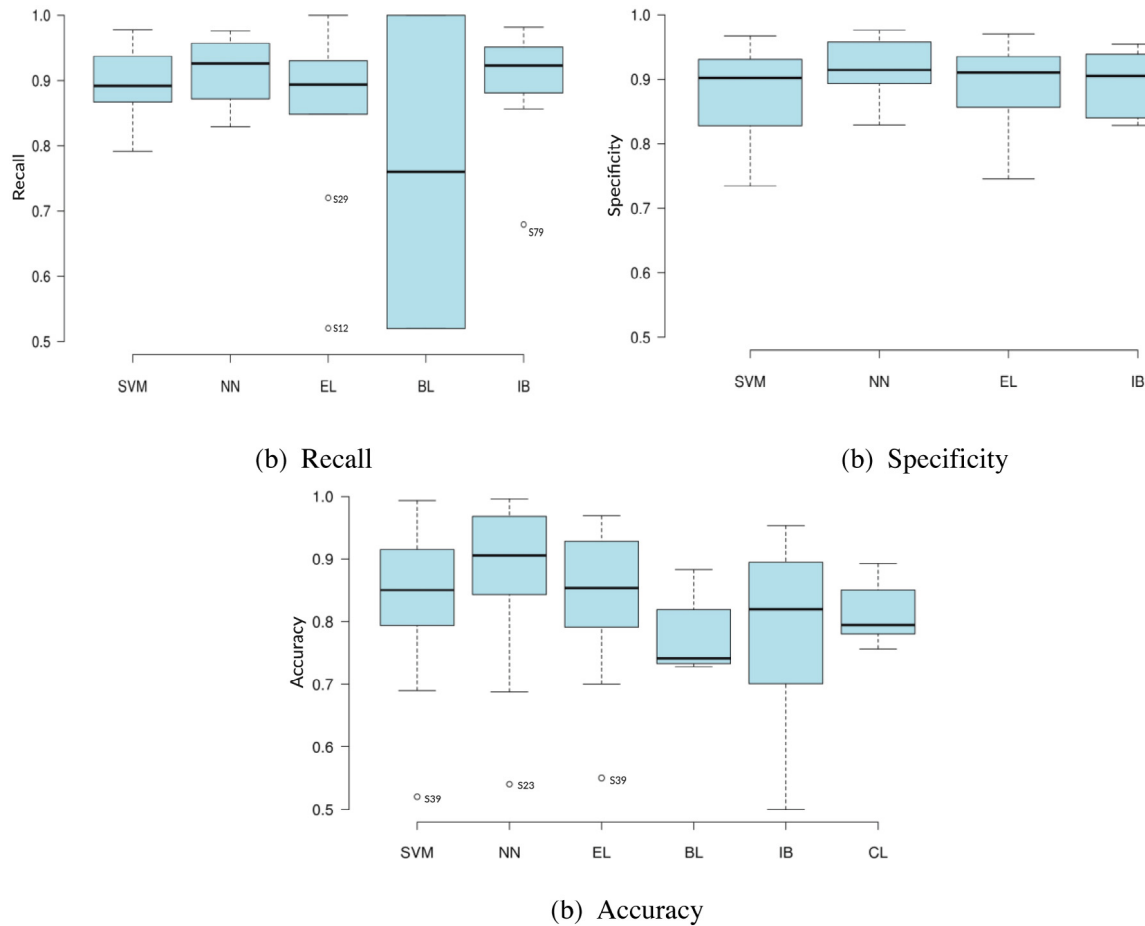 1.0
0.9
0.8
0.7
0.6
0.5
Recall
S29
S12
S79
SVM NN EL BL IB
(b) Recall
1.0
0.9
0.8
0.7
0.6
0.5
Specificity
SVM NN EL IB
(b) Specificity
1.0
0.9
0.8
0.7
0.6
0.5
Accuracy
S39
S23
S39
SVM NN EL BL IB CL
(b) Accuracy